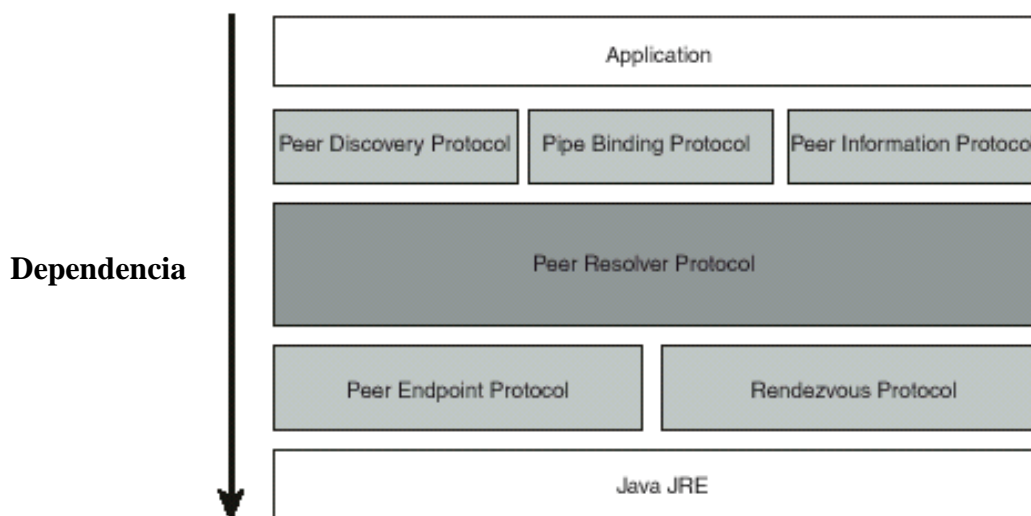 Application
Peer Discovery Protocol
Pipe Binding Protocol
Peer Information Protoco
Dependencia
Peer Resolver Protocol
Peer Endpoint Protocol
Rendezvous Protocol
Java JRE